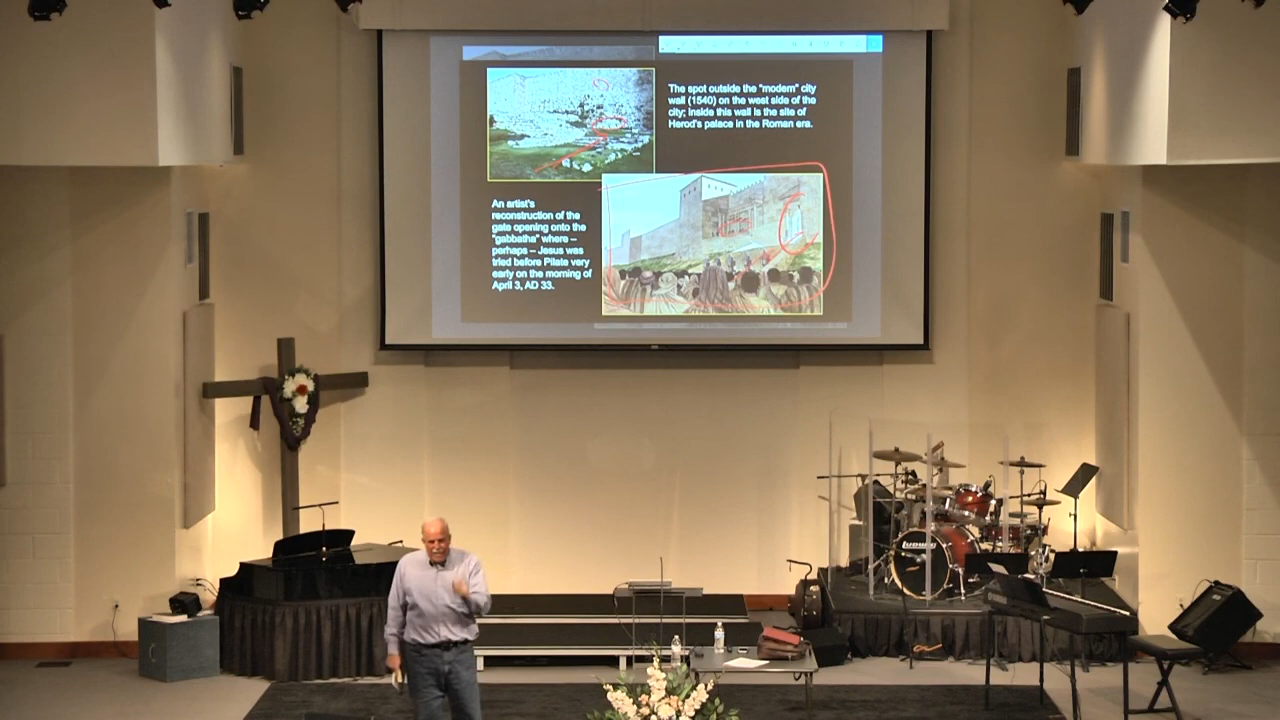 The spot outside the "modern" city
wall (1540) on the west side of the
city; inside this wall is the site of
Herod's palace in the Roman era.
An artist's
reconstruction of the
gate opening onto the
"gabbatha" where –
perhaps – Jesus was
tried before Pilate very
early on the morning of
April 3, AD 33.
Ludwig